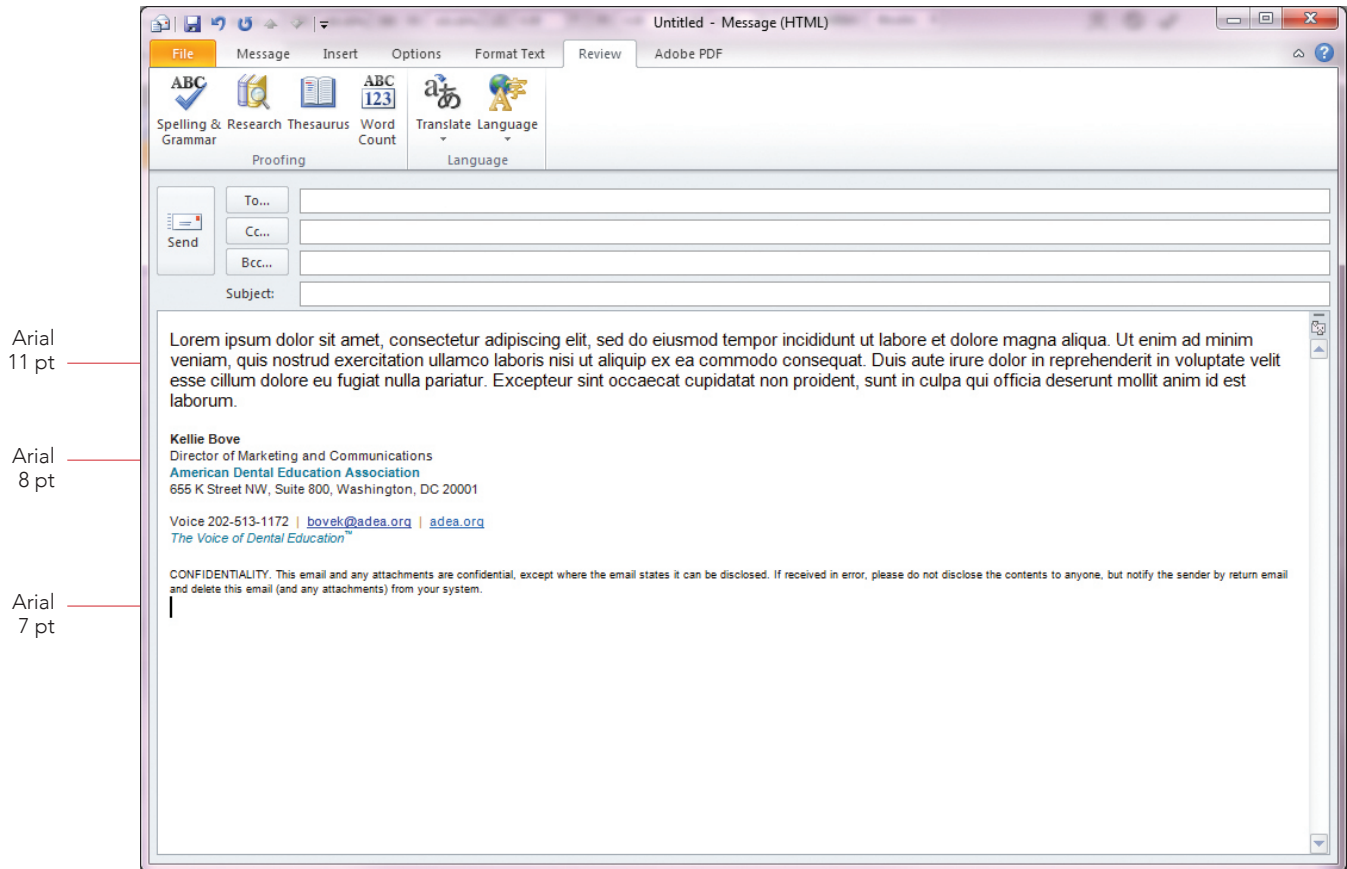 Untitled - Message (HTML)
File Message Insert Options Format Text Review Adobe PDF
ABC ABC 123 aあ A字
Spelling & Grammar Research Thesaurus Word Count Translate Language
Proofing Language
Send
To...
Cc...
Bcc...
Subject:
Arial
11 pt
Lorem ipsum dolor sit amet, consectetur adipiscing elit, sed do eiusmod tempor incididunt ut labore et dolore magna aliqua. Ut enim ad minim
veniam, quis nostrud exercitation ullamco laboris nisi ut aliquip ex ea commodo consequat. Duis aute irure dolor in reprehenderit in voluptate velit
esse cillum dolore eu fugiat nulla pariatur. Excepteur sint occaecat cupidatat non proident, sunt in culpa qui officia deserunt mollit anim id est
laborum.
Arial
8 pt
Kellie Bove
Director of Marketing and Communications
American Dental Education Association
655 K Street NW, Suite 800, Washington, DC 20001
Voice 202-513-1172 | bovek@adea.org | adea.org
The Voice of Dental Education™
Arial
7 pt
CONFIDENTIALITY. This email and any attachments are confidential, except where the email states it can be disclosed. If received in error, please do not disclose the contents to anyone, but notify the sender by return email
and delete this email (and any attachments) from your system.